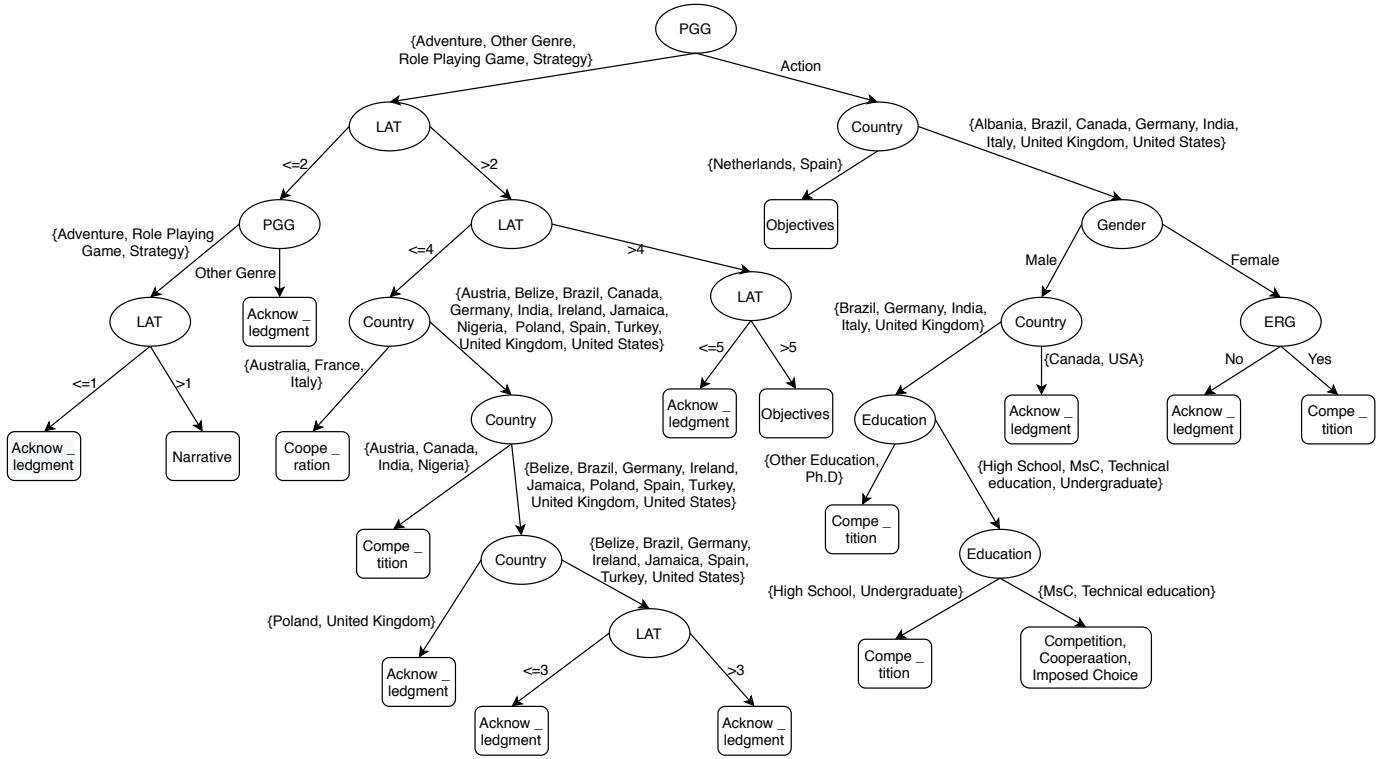 PGG
{Adventure, Other Genre,
Role Playing Game, Strategy}
Action
LAT
Country
{Albania, Brazil, Canada, Germany, India,
Italy, United Kingdom, United States}
<=2
>2
{Netherlands, Spain}
PGG
LAT
Objectives
Gender
{Adventure, Role Playing
Game, Strategy}
Other Genre
<=4
>4
Male
Female
LAT
Acknow _
ledgment
Country
{Austria, Belize, Brazil, Canada,
Germany, India, Ireland, Jamaica,
Nigeria, Poland, Spain, Turkey,
United Kingdom, United States}
LAT
{Brazil, Germany, India,
Italy, United Kingdom}
Country
ERG
<=1
>1
{Australia, France,
Italy}
<=5
>5
{Canada, USA}
No
Yes
Acknow _
ledgment
Narrative
Coope _
ration
Country
Acknow _
ledgment
Objectives
Education
Acknow _
ledgment
Acknow _
ledgment
Compe _
tition
{Austria, Canada,
India, Nigeria}
{Belize, Brazil, Germany, Ireland,
Jamaica, Poland, Spain, Turkey,
United Kingdom, United States}
{Other Education,
Ph.D}
{High School, MsC, Technical
education, Undergraduate}
Compe _
tition
Country
{Belize, Brazil, Germany,
Ireland, Jamaica, Spain,
Turkey, United States}
Compe _
tition
Education
{Poland, United Kingdom}
LAT
{High School, Undergraduate}
{MsC, Technical education}
Acknow _
ledgment
<=3
>3
Compe _
tition
Competition,
Cooperaation,
Imposed Choice
Acknow _
ledgment
Acknow _
ledgment